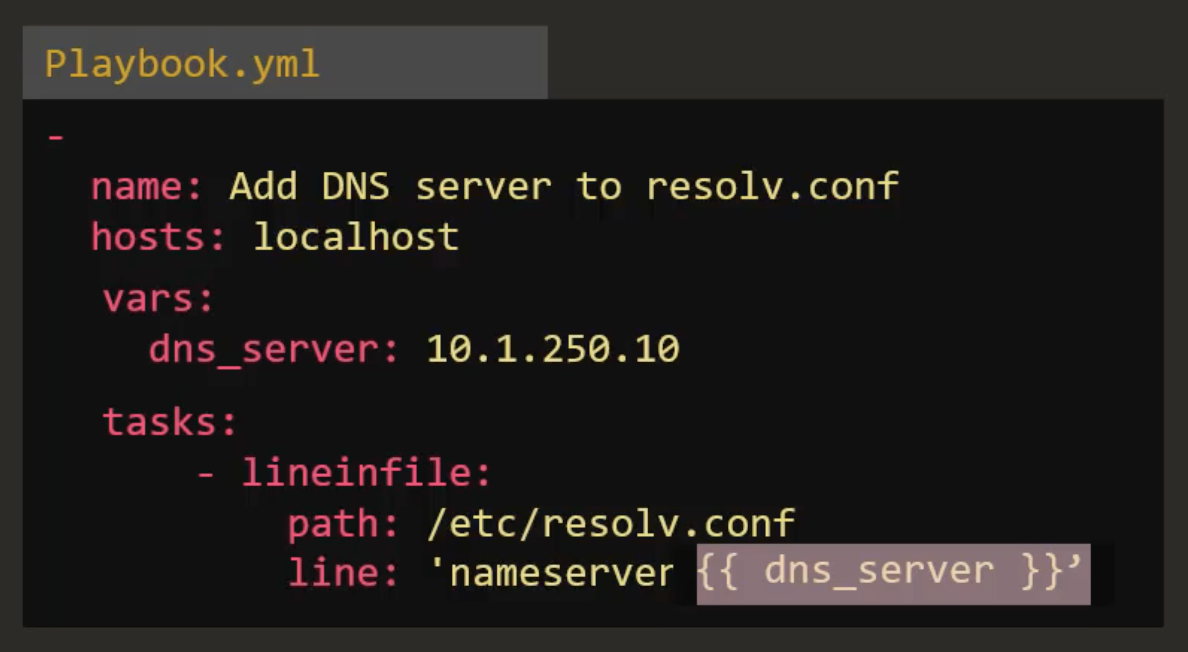 Playbook.yml
-
name: Add DNS server to resolv.conf
hosts: localhost
vars:
dns_server: 10.1.250.10
tasks:
- lineinfile:
path: /etc/resolv.conf
line: 'nameserver {{ dns_server }}’